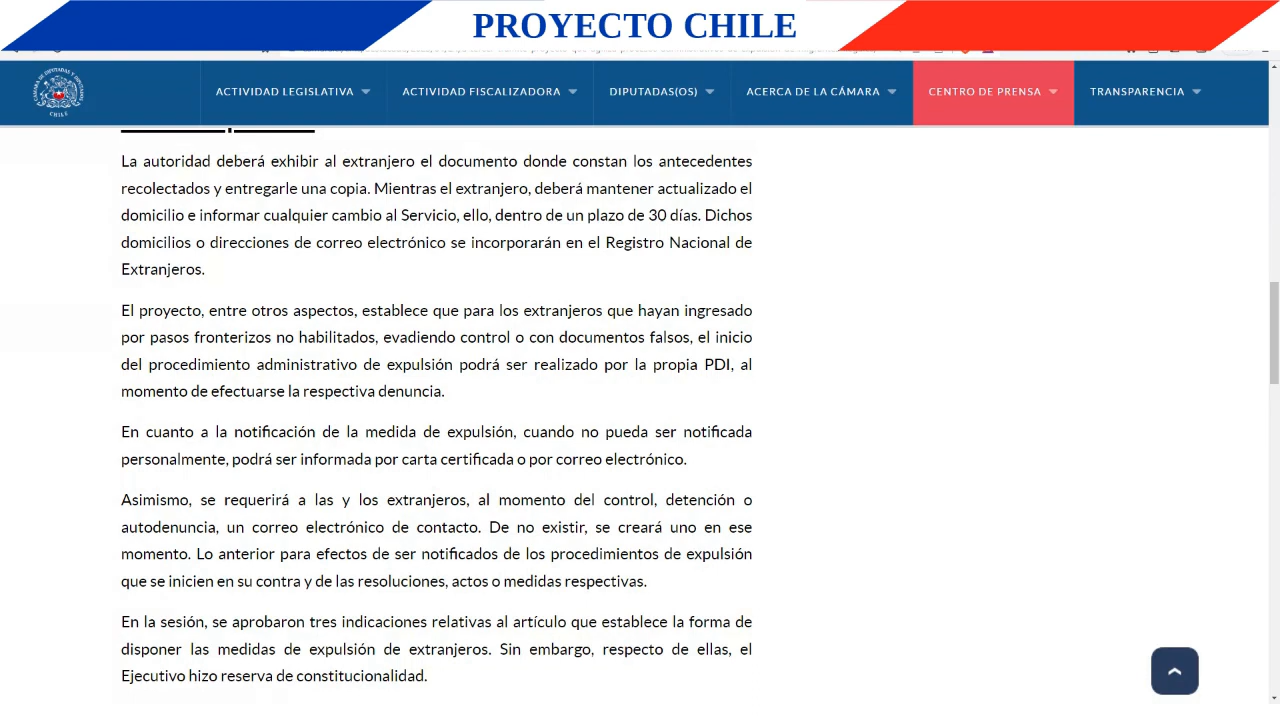 PROYECTO CHILE
ACTIVIDAD LEGISLATIVA
ACTIVIDAD FISCALIZADORA
DIPUTADAS(OS)
ACERCA DE LA CÁMARA
CENTRO DE PRENSA
TRANSPARENCIA
La autoridad deberá exhibir al extranjero el documento donde constan los antecedentes
recolectados y entregarle una copia. Mientras el extranjero, deberá mantener actualizado el
domicilio e informar cualquier cambio al Servicio, ello, dentro de un plazo de 30 días. Dichos
domicilios o direcciones de correo electrónico se incorporarán en el Registro Nacional de
Extranjeros.
El proyecto, entre otros aspectos, establece que para los extranjeros que hayan ingresado
por pasos fronterizos no habilitados, evadiendo control o con documentos falsos, el inicio
del procedimiento administrativo de expulsión podrá ser realizado por la propia PDI, al
momento de efectuarse la respectiva denuncia.
En cuanto a la notificación de la medida de expulsión, cuando no pueda ser notificada
personalmente, podrá ser informada por carta certificada o por correo electrónico.
Asimismo, se requerirá a las y los extranjeros, al momento del control, detención o
autodenuncia, un correo electrónico de contacto. De no existir, se creará uno en ese
momento. Lo anterior para efectos de ser notificados de los procedimientos de expulsión
que se inicien en su contra y de las resoluciones, actos o medidas respectivas.
En la sesión, se aprobaron tres indicaciones relativas al artículo que establece la forma de
disponer las medidas de expulsión de extranjeros. Sin embargo, respecto de ellas, el
Ejecutivo hizo reserva de constitucionalidad.